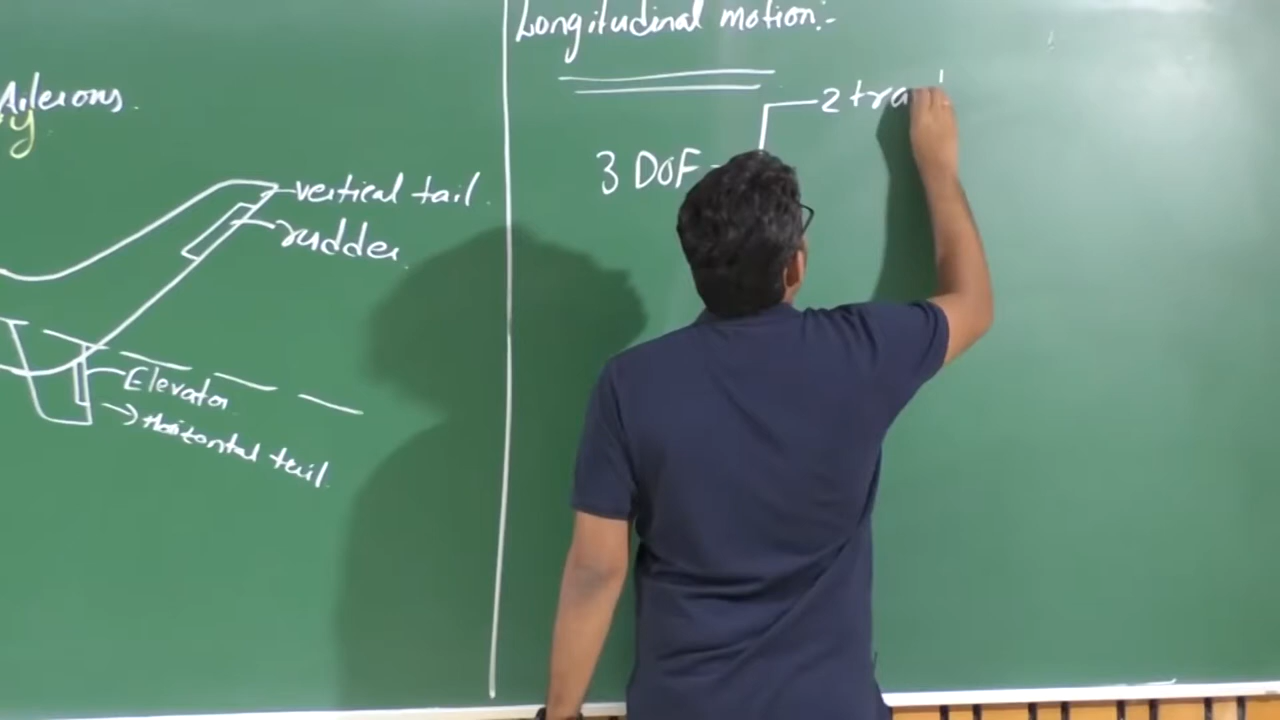 Ailerons.
y
vertical tail.
rudder.
Elevator
Horizontal tail.
Longitudinal motion:-
2 tra
3 DOF